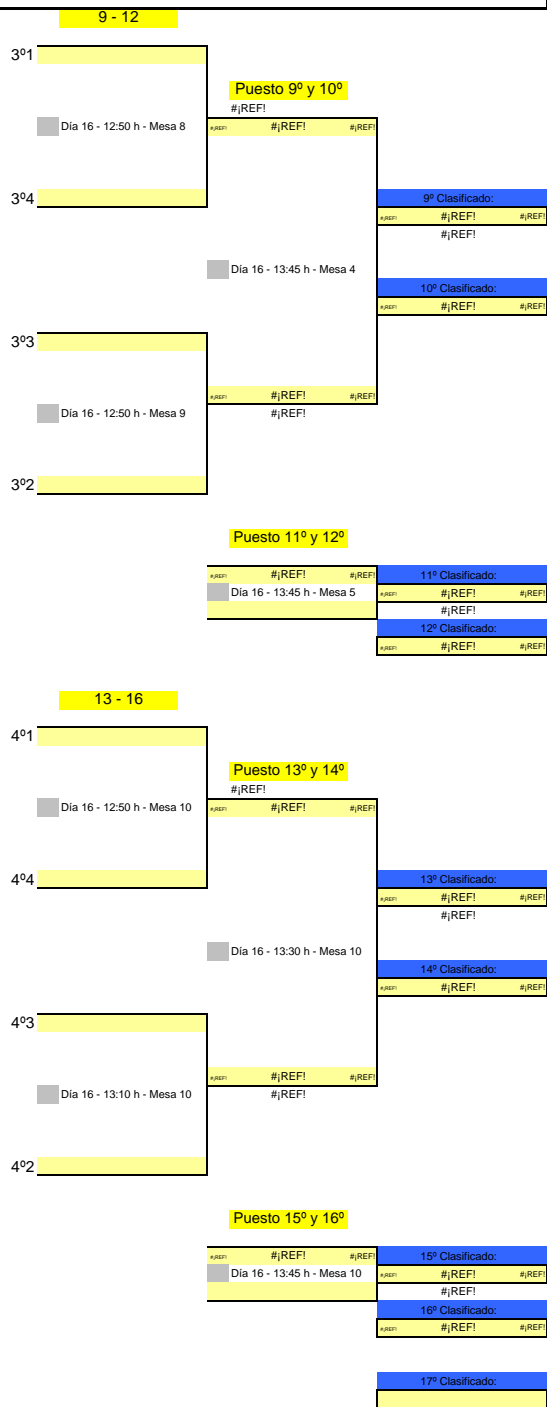 9 - 12
3º1
Puesto 9º y 10º
#¡REF!
Día 16 - 12:50 h - Mesa 8
#¡REF! #¡REF! #¡REF!
3º4
9º Clasificado:
#¡REF! #¡REF! #¡REF!
#¡REF!
Día 16 - 13:45 h - Mesa 4
10º Clasificado:
#¡REF! #¡REF! #¡REF!
3º3
#¡REF! #¡REF! #¡REF!
Día 16 - 12:50 h - Mesa 9
#¡REF!
3º2
Puesto 11º y 12º
#¡REF! #¡REF! #¡REF!
11º Clasificado:
Día 16 - 13:45 h - Mesa 5
#¡REF! #¡REF! #¡REF!
#¡REF!
12º Clasificado:
#¡REF! #¡REF! #¡REF!
13 - 16
4º1
Puesto 13º y 14º
#¡REF!
Día 16 - 12:50 h - Mesa 10
#¡REF! #¡REF! #¡REF!
4º4
13º Clasificado:
#¡REF! #¡REF! #¡REF!
#¡REF!
Día 16 - 13:30 h - Mesa 10
14º Clasificado:
#¡REF! #¡REF! #¡REF!
4º3
#¡REF! #¡REF! #¡REF!
Día 16 - 13:10 h - Mesa 10
#¡REF!
4º2
Puesto 15º y 16º
#¡REF! #¡REF! #¡REF!
15º Clasificado:
Día 16 - 13:45 h - Mesa 10
#¡REF! #¡REF! #¡REF!
#¡REF!
16º Clasificado:
#¡REF! #¡REF! #¡REF!
17º Clasificado: